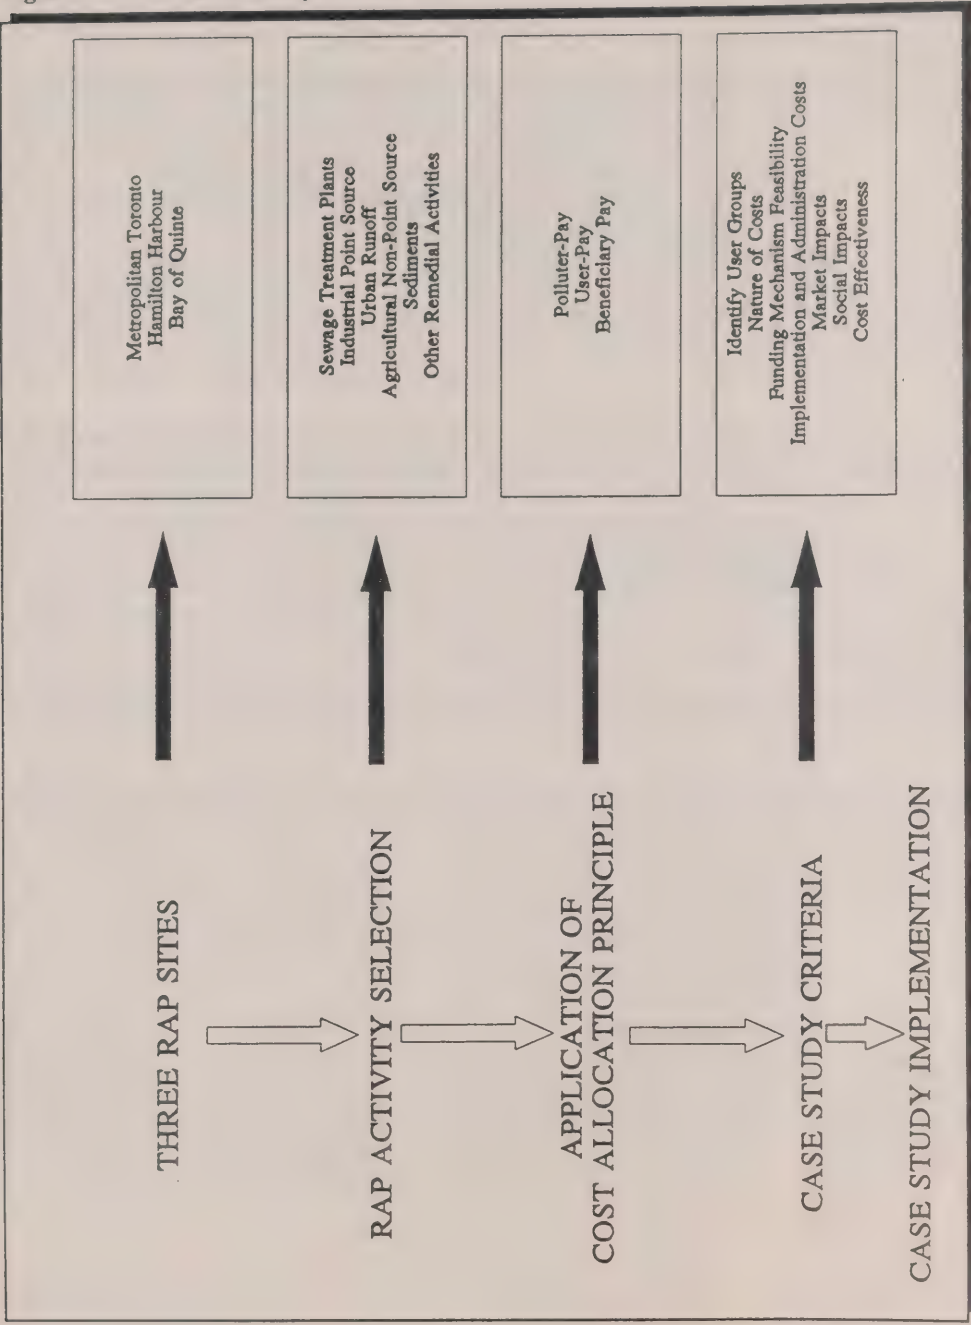 THREE RAP SITES
Metropolitan Toronto
Hamilton Harbour
Bay of Quinte
RAP ACTIVITY SELECTION
Sewage Treatment Plants
Industrial Point Source
Urban Runoff
Agricultural Non-Point Source
Sediments
Other Remedial Activities
APPLICATION OF
COST ALLOCATION PRINCIPLE
Polluter-Pay
User-Pay
Beneficiary Pay
CASE STUDY CRITERIA
Identify User Groups
Nature of Costs
Funding Mechanism Feasibility
Implementation and Administration Costs
Market Impacts
Social Impacts
Cost Effectiveness
CASE STUDY IMPLEMENTATION